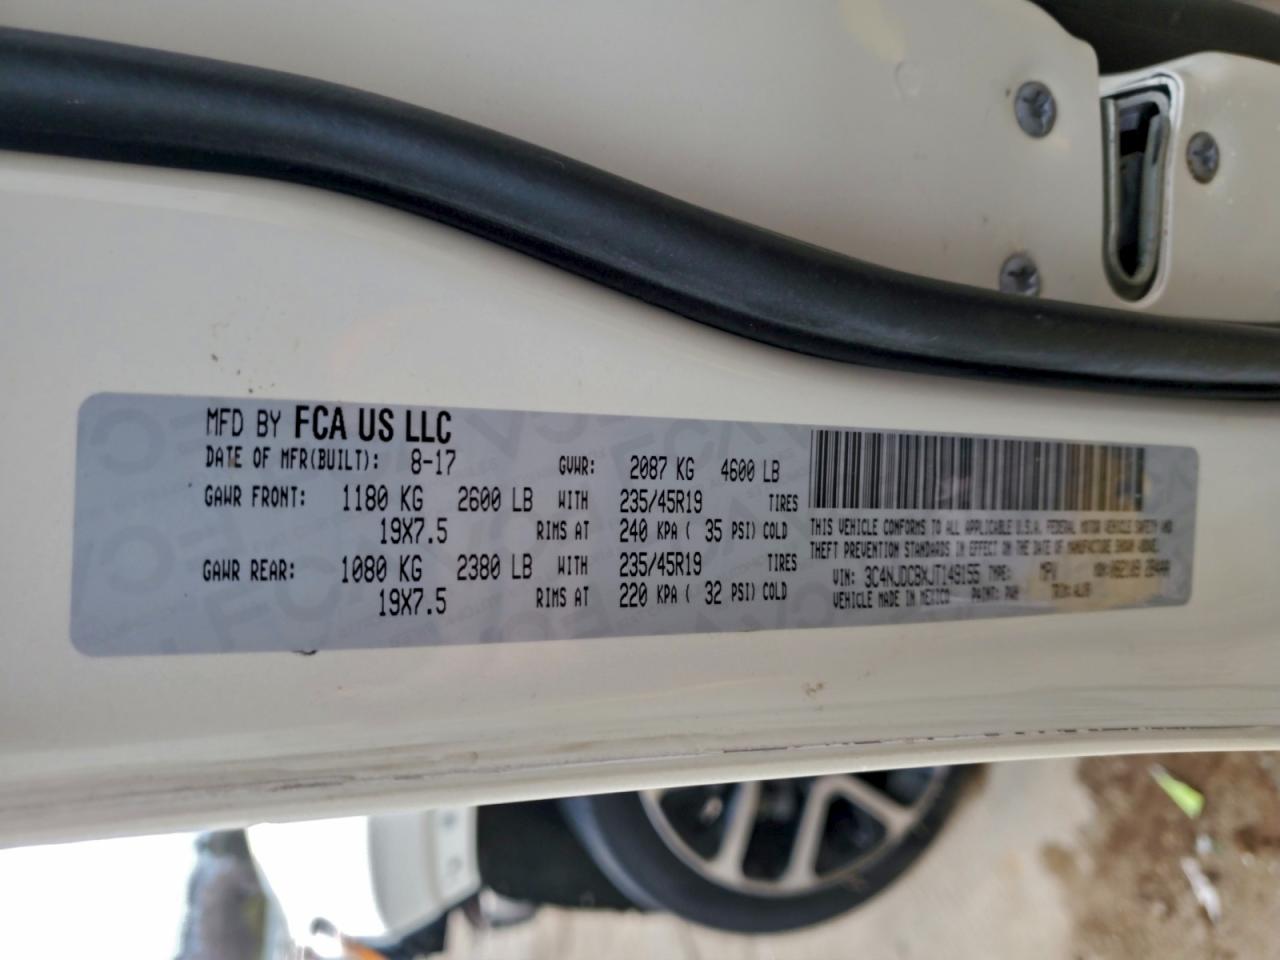 MFD BY FCA US LLC
DATE OF MFR(BUILT): 8-17 GVWR: 2087 KG 4600 LB
GAWR FRONT: 1180 KG 2600 LB WITH 235/45R19 TIRES
19X7.5 RIMS AT 240 KPA ( 35 PSI) COLD
GAWR REAR: 1080 KG 2380 LB WITH 235/45R19 TIRES
19X7.5 RIMS AT 220 KPA ( 32 PSI) COLD
THIS VEHICLE CONFORMS TO ALL APPLICABLE U.S.A. FEDERAL MOTOR VEHICLE SAFETY AND
THEFT PREVENTION STANDARDS IN EFFECT ON THE DATE OF MANUFACTURE SHOWN ABOVE.
VIN: 3C4NJDCBXJT149155 TYPE: MPV
VEHICLE MADE IN MEXICO PAINT: TRIM: